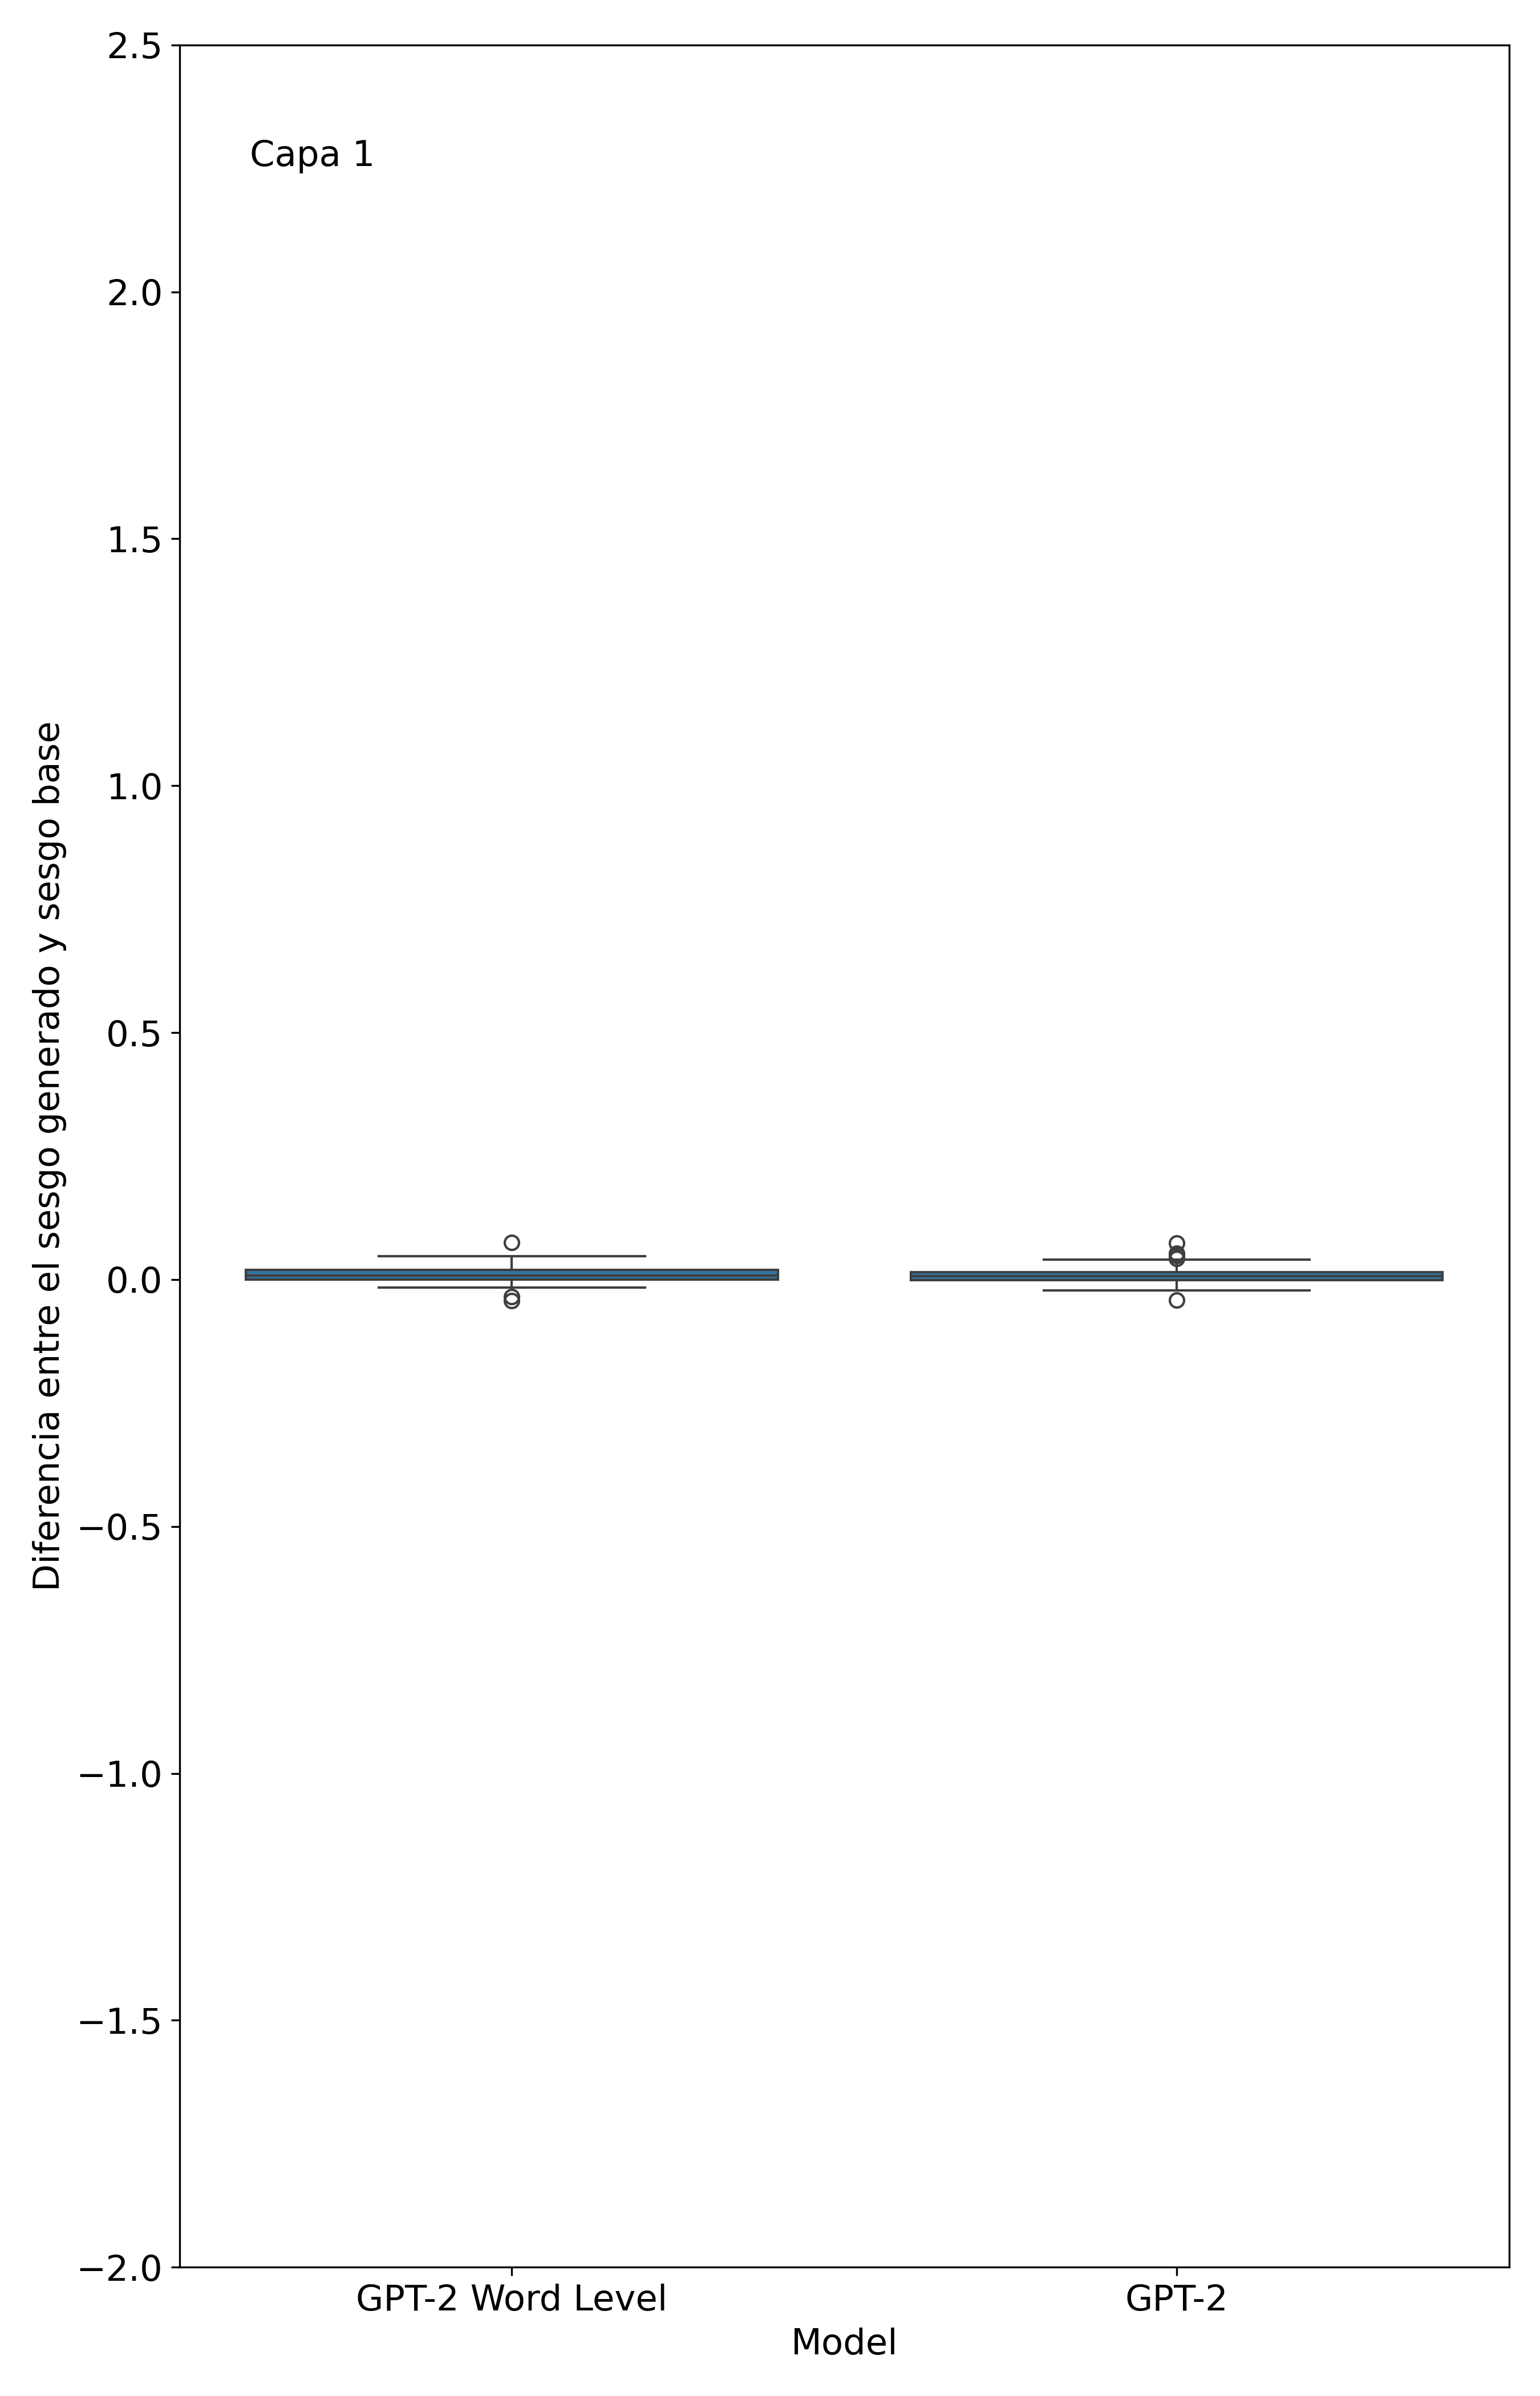 2.5
Capa 1
2.0
1.5
1.0
0.5
0.0
−0.5
−1.0
−1.5
−2.0
Diferencia entre el sesgo generado y sesgo base
GPT-2 Word Level
GPT-2
Model